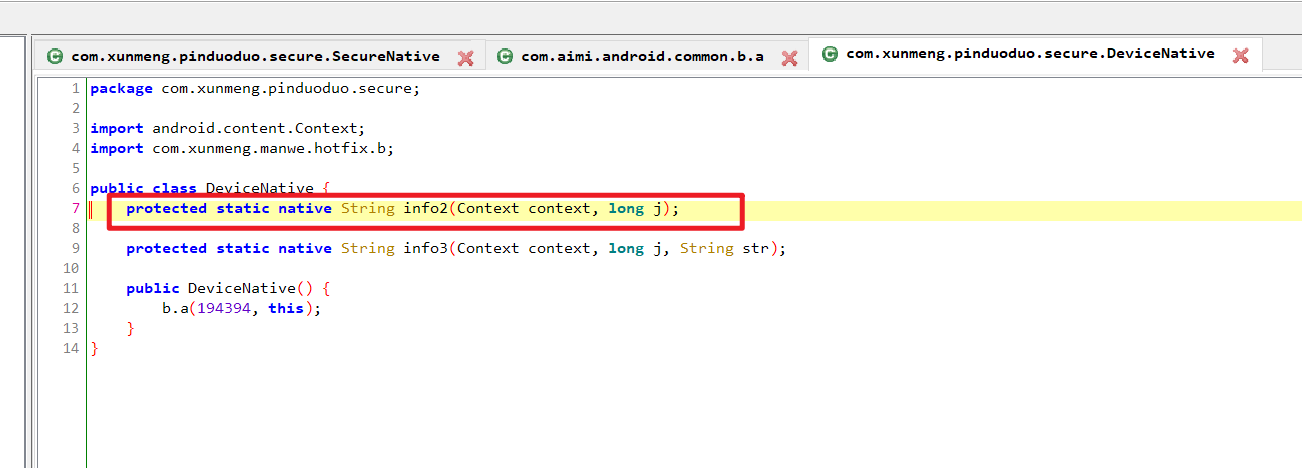 com.xunmeng.pinduoduo.secure.SecureNative com.aimi.android.common.b.a com.xunmeng.pinduoduo.secure.DeviceNative
1 package com.xunmeng.pinduoduo.secure;
2
3 import android.content.Context;
4 import com.xunmeng.manwe.hotfix.b;
5
6 public class DeviceNative {
7 protected static native String info2(Context context, long j);
8
9 protected static native String info3(Context context, long j, String str);
10
11 public DeviceNative() {
12 b.a(194394, this);
13 }
14 }